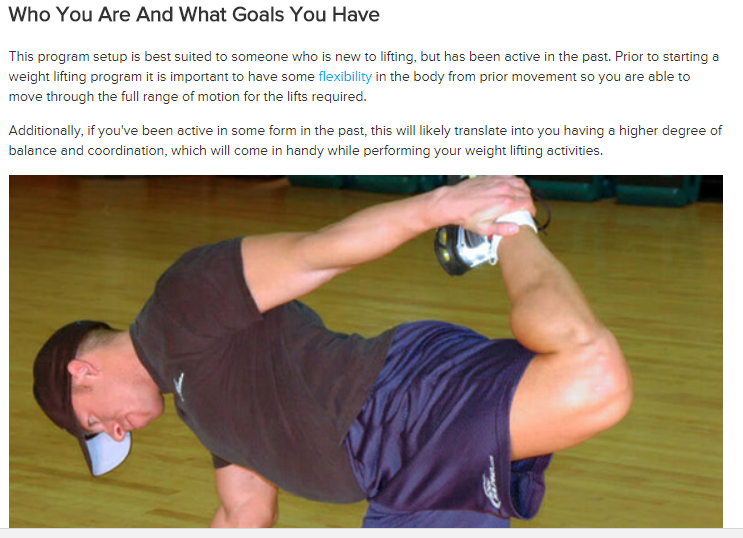 Who You Are And What Goals You Have
This program setup is best suited to someone who is new to lifting, but has been active in the past. Prior to starting a
weight lifting program it is important to have some flexibility in the body from prior movement so you are able to
move through the full range of motion for the lifts required.
Additionally, if you've been active in some form in the past, this will likely translate into you having a higher degree of
balance and coordination, which will come in handy while performing your weight lifting activities.